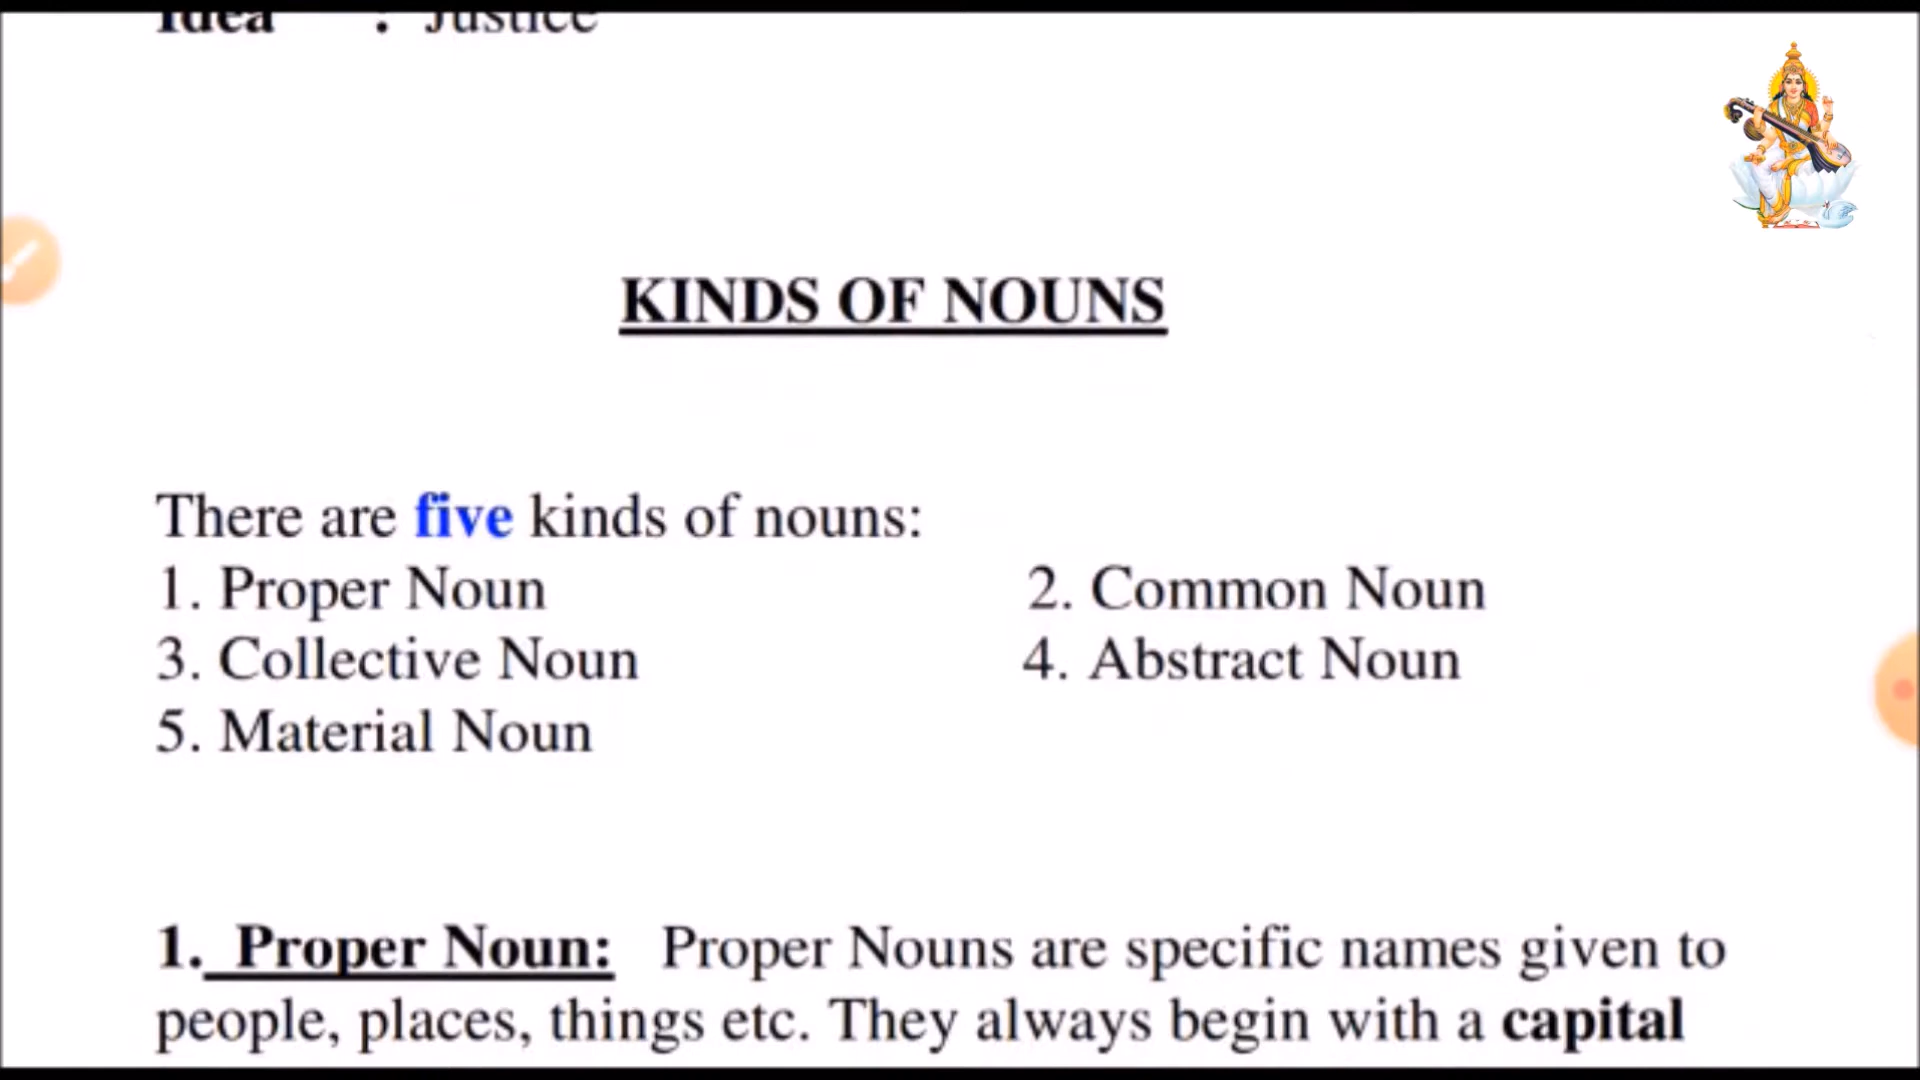 Idea : Justice
KINDS OF NOUNS
There are five kinds of nouns:
1. Proper Noun 2. Common Noun
3. Collective Noun 4. Abstract Noun
5. Material Noun
1. Proper Noun: Proper Nouns are specific names given to
people, places, things etc. They always begin with a capital